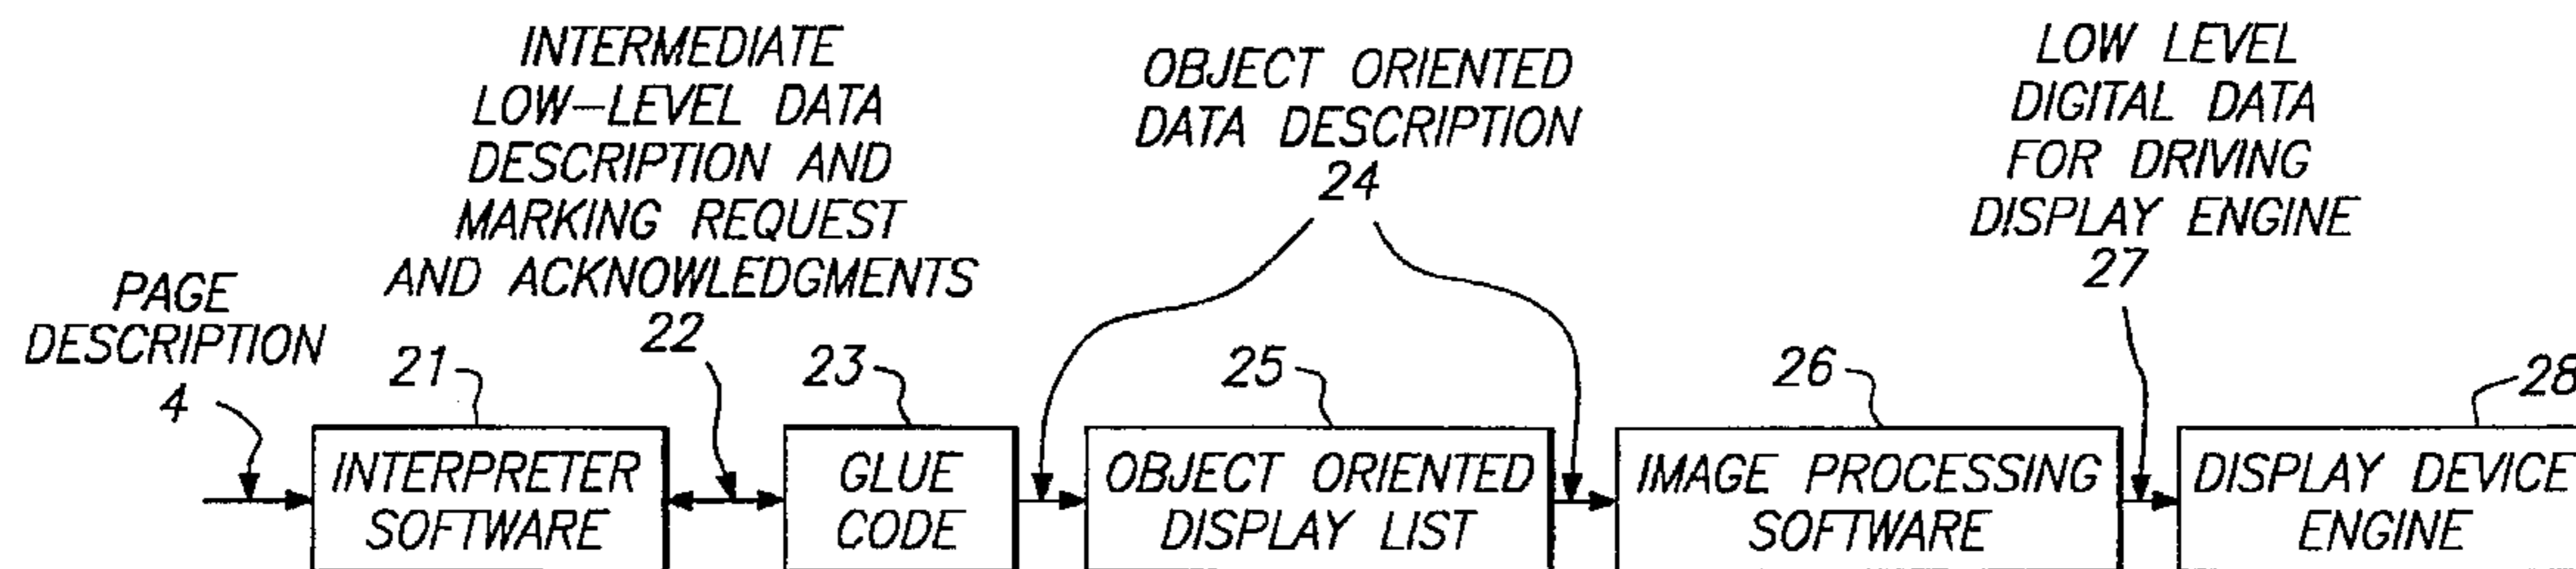 INTERMEDIATE
LOW-LEVEL DATA
DESCRIPTION AND
MARKING REQUEST
AND ACKNOWLEDGMENTS
22
OBJECT ORIENTED
DATA DESCRIPTION
24
LOW LEVEL
DIGITAL DATA
FOR DRIVING
DISPLAY ENGINE
27
PAGE
DESCRIPTION
4
21
23
25
26
28
INTERPRETER
SOFTWARE
GLUE
CODE
OBJECT ORIENTED
DISPLAY LIST
IMAGE PROCESSING
SOFTWARE
DISPLAY DEVICE
ENGINE